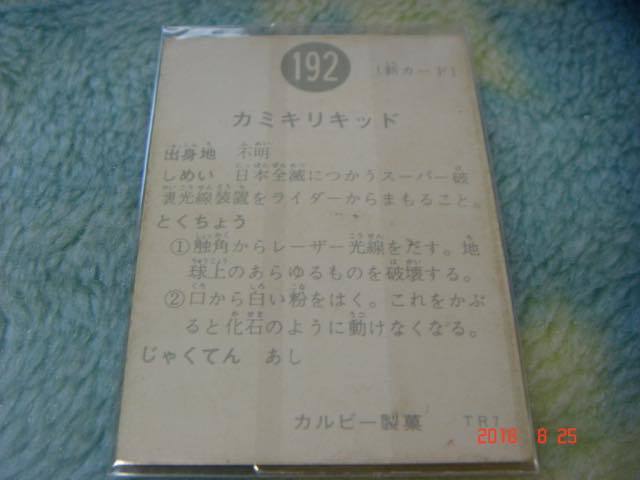 192
(新カード)
カミキリキッド
出身地 不明
しめい 日本全滅につかうスーパー破
裏光線装置をライダーからまもること。
とくちょう
①触角からレーザー光線をだす。地
球上のあらゆるものを破壊する。
②口から白い粉をはく。これをかぶ
ると化石のように動けなくなる。
じゃくてん あし
カルビー製菓 TR7
2018. 8 25